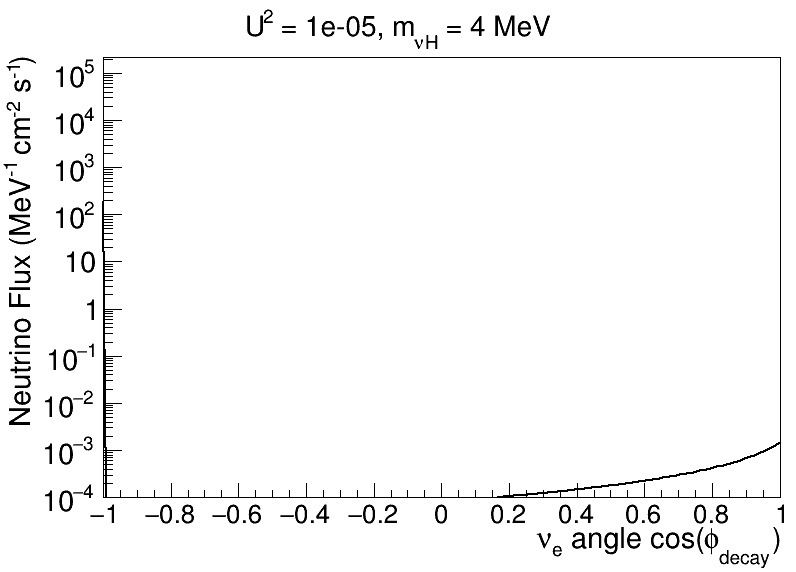 U² = 1e-05, m_νH = 4 MeV
Neutrino Flux (MeV⁻¹ cm⁻² s⁻¹)
10⁵
10⁴
10³
10²
10
1
10⁻¹
10⁻²
10⁻³
10⁻⁴
−1 −0.8 −0.6 −0.4 −0.2 0 0.2 0.4 0.6 0.8 1
ν_e angle cos(ϕ_decay)